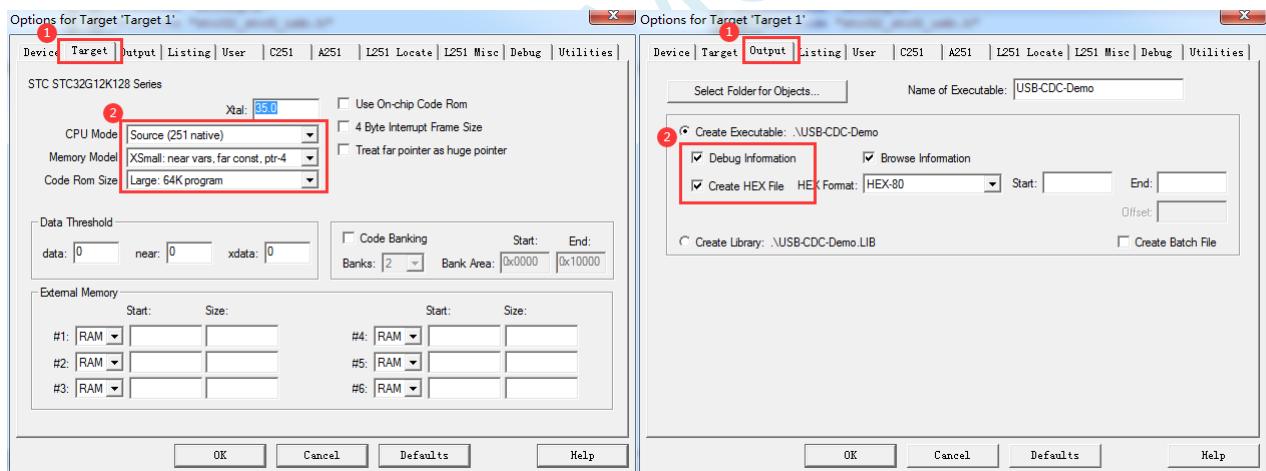 Options for Target 'Target 1'
1
Device Target Output Listing User C251 A251 L251 Locate L251 Misc Debug Utilities
STC STC32G12K128 Series
Xtal: 35.0
Use On-chip Code Rom
2
CPU Mode Source (251 native)
4 Byte Interrupt Frame Size
Memory Model XSmall: near vars, far const, ptr-4
Treat far pointer as huge pointer
Code Rom Size Large: 64K program
Data Threshold
data: 0 near: 0 xdata: 0
Code Banking Start: End:
Banks: 2 Bank Area: 0x0000 0x10000
External Memory
Start: Size: Start: Size:
#1: RAM #4: RAM
#2: RAM #5: RAM
#3: RAM #6: RAM
OK Cancel Defaults Help
Options for Target 'Target 1'
1
Device Target Output Listing User C251 A251 L251 Locate L251 Misc Debug Utilities
Select Folder for Objects... Name of Executable: USB-CDC-Demo
2
Create Executable: .\USB-CDC-Demo
Debug Information Browse Information
Create HEX File HEX Format: HEX-80 Start: End:
Offset:
Create Library: .\USB-CDC-Demo.LIB Create Batch File
OK Cancel Defaults Help